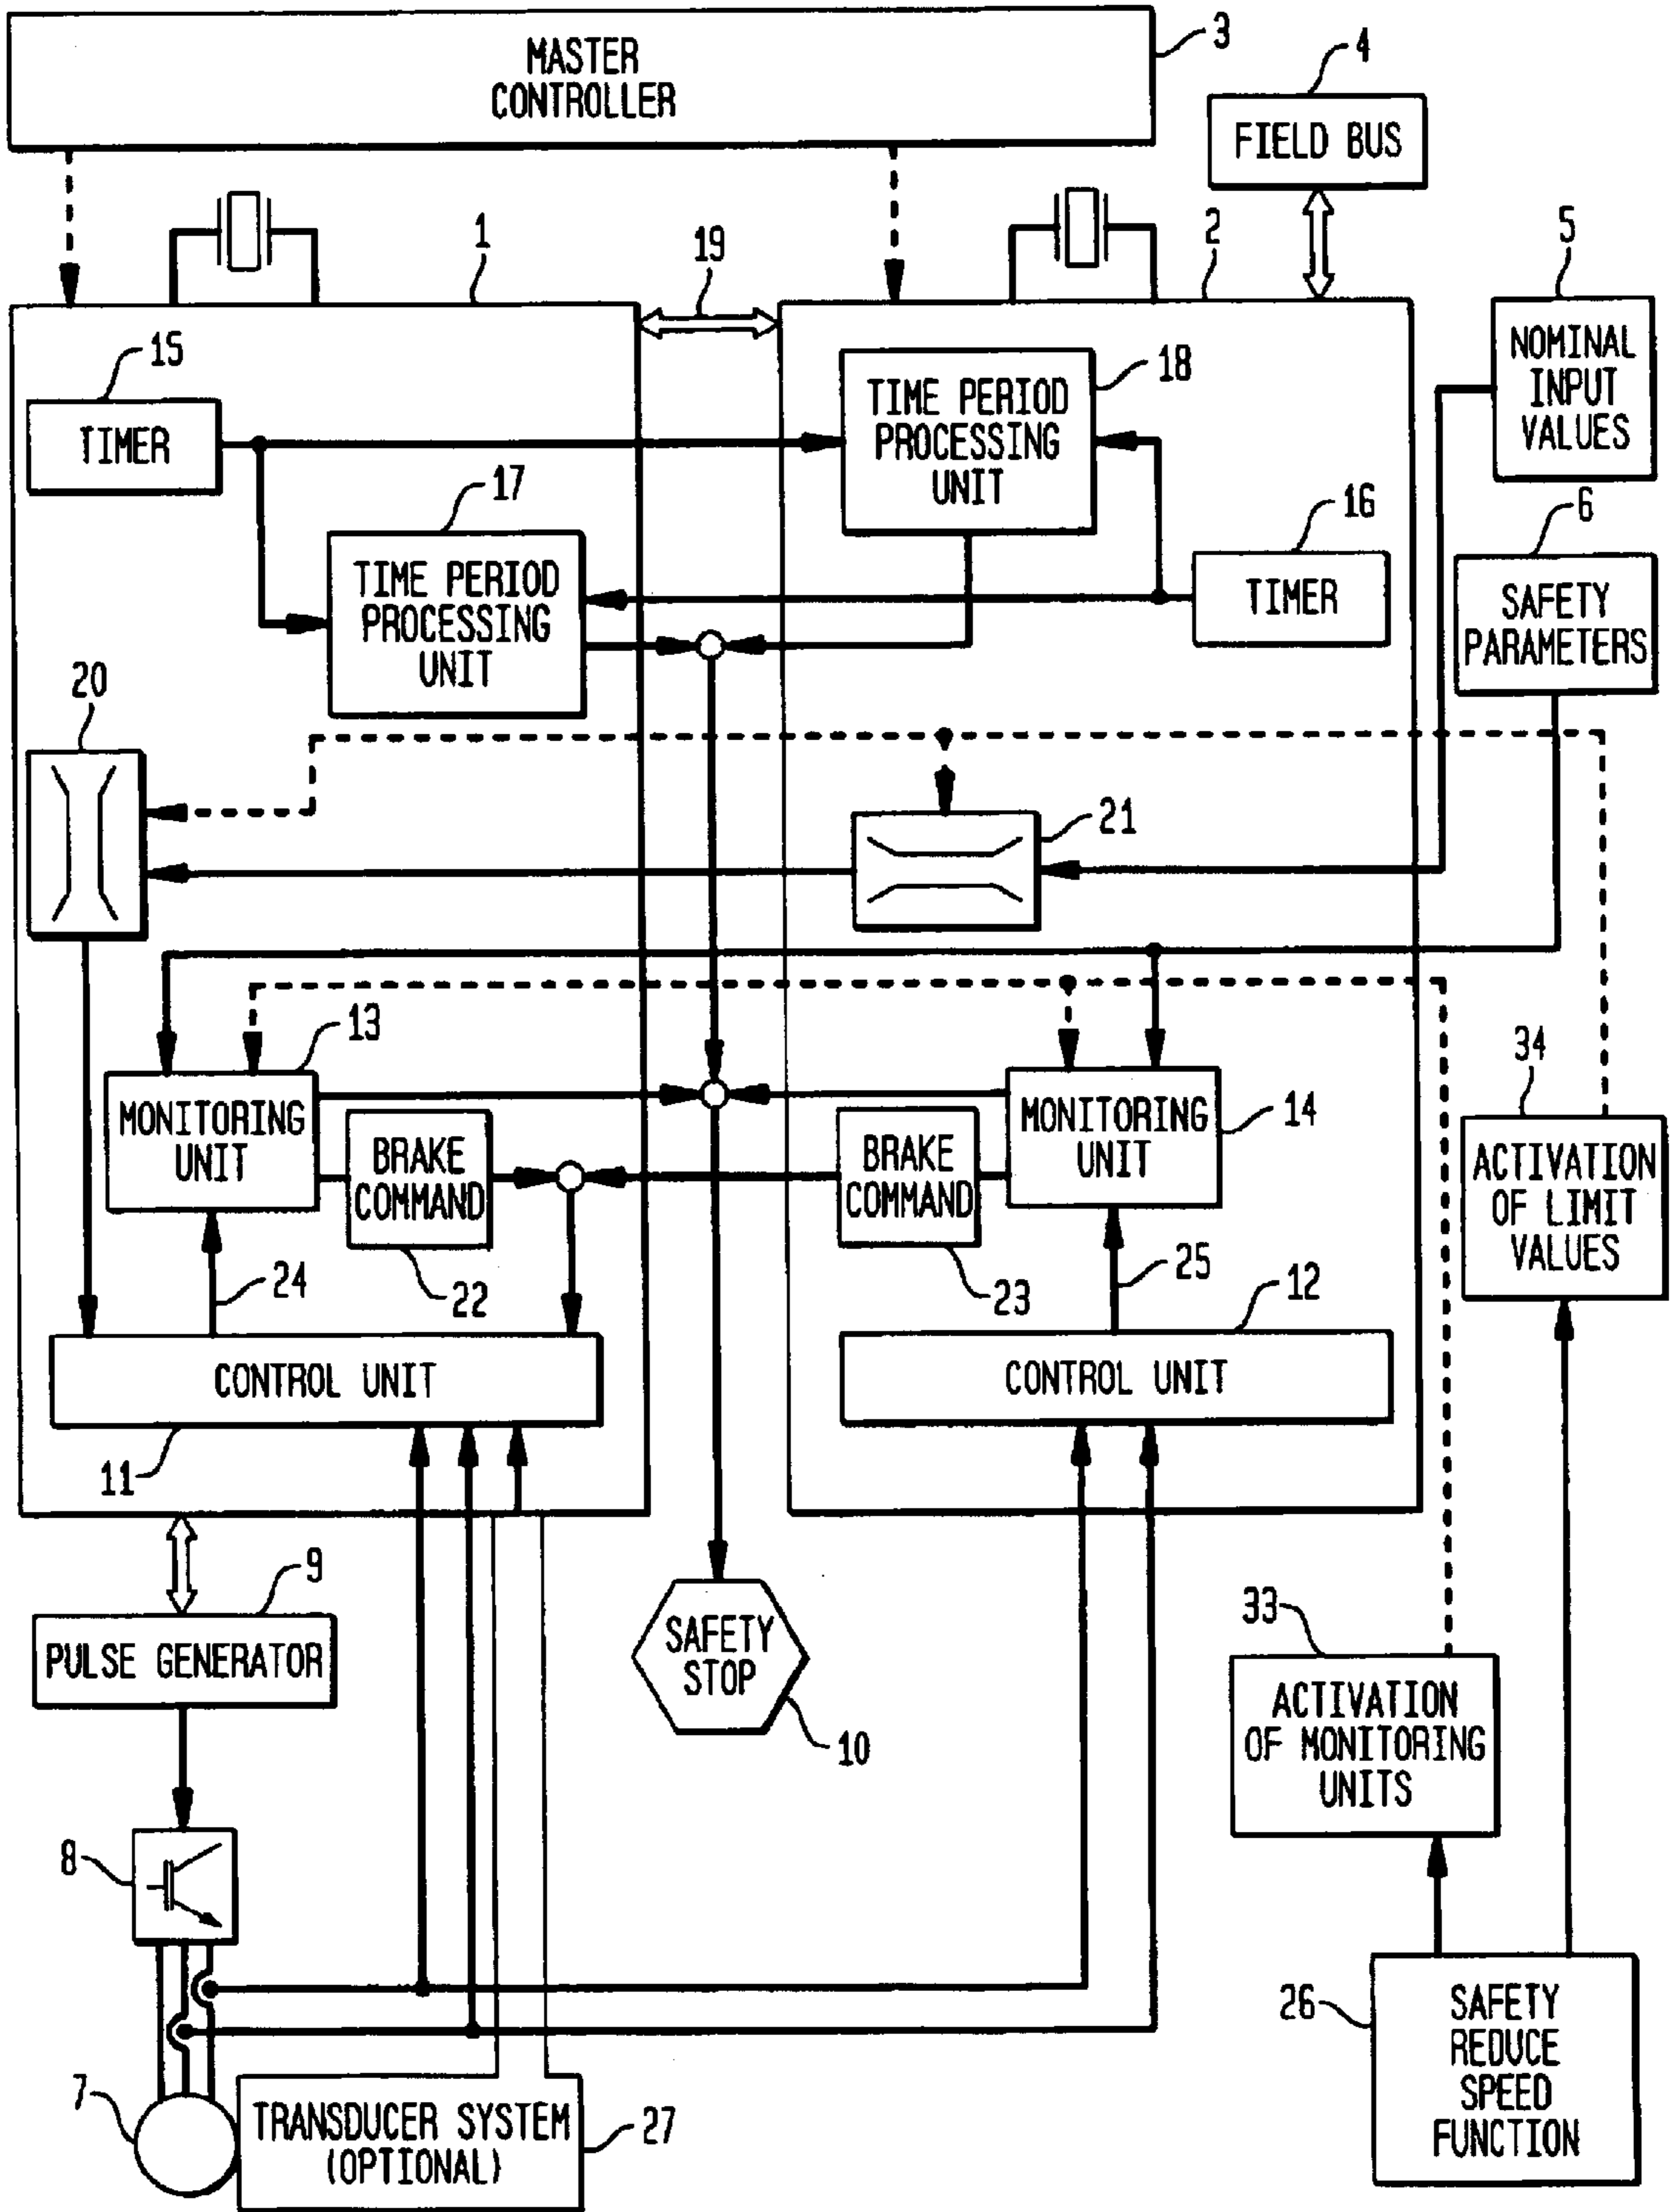 MASTER
CONTROLLER
3
4
FIELD BUS
1
19
2
5
NOMINAL
INPUT
VALUES
15
TIMER
18
TIME PERIOD
PROCESSING
UNIT
17
TIME PERIOD
PROCESSING
UNIT
16
TIMER
6
SAFETY
PARAMETERS
20
21
13
MONITORING
UNIT
BRAKE
COMMAND
22
24
BRAKE
COMMAND
23
MONITORING
UNIT
14
25
12
34
ACTIVATION
OF LIMIT
VALUES
CONTROL UNIT
11
CONTROL UNIT
9
PULSE GENERATOR
SAFETY
STOP
10
33
ACTIVATION
OF MONITORING
UNITS
8
26
SAFETY
REDUCE
SPEED
FUNCTION
7
TRANSDUCER SYSTEM
(OPTIONAL)
27